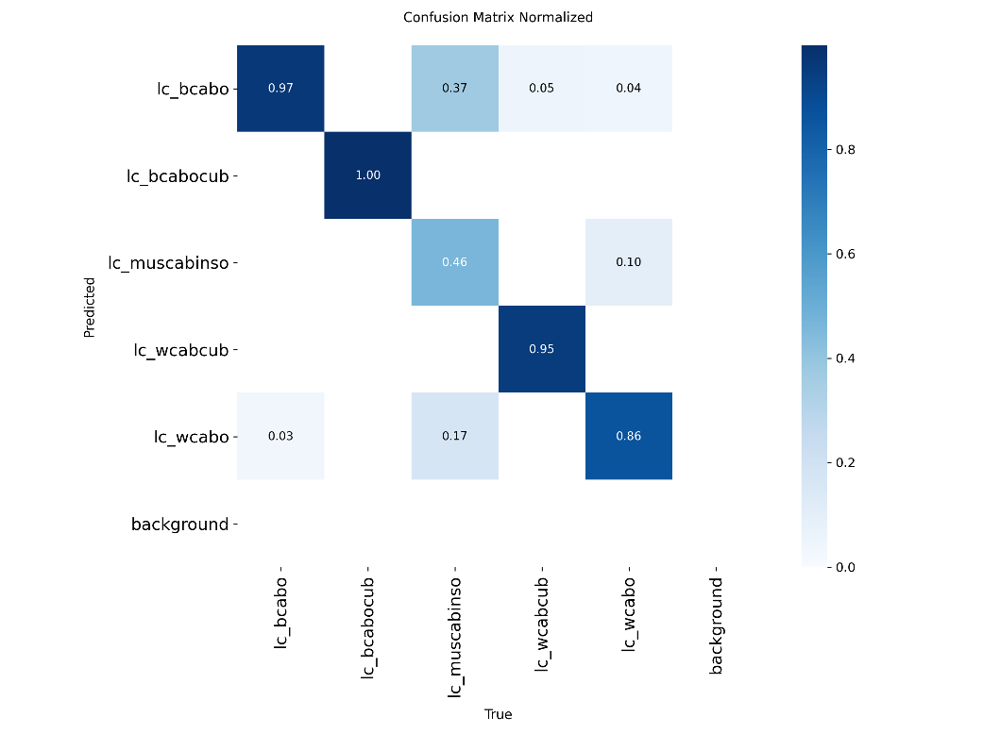 Confusion Matrix Normalized
lc_bcabo
0.97
0.37
0.05
0.04
lc_bcabocub
1.00
lc_muscabinso
0.46
0.10
lc_wcabcub
0.95
lc_wcabo
0.03
0.17
0.86
background
Predicted
lc_bcabo
lc_bcabocub
lc_muscabinso
lc_wcabcub
lc_wcabo
background
True
0.8
0.6
0.4
0.2
0.0